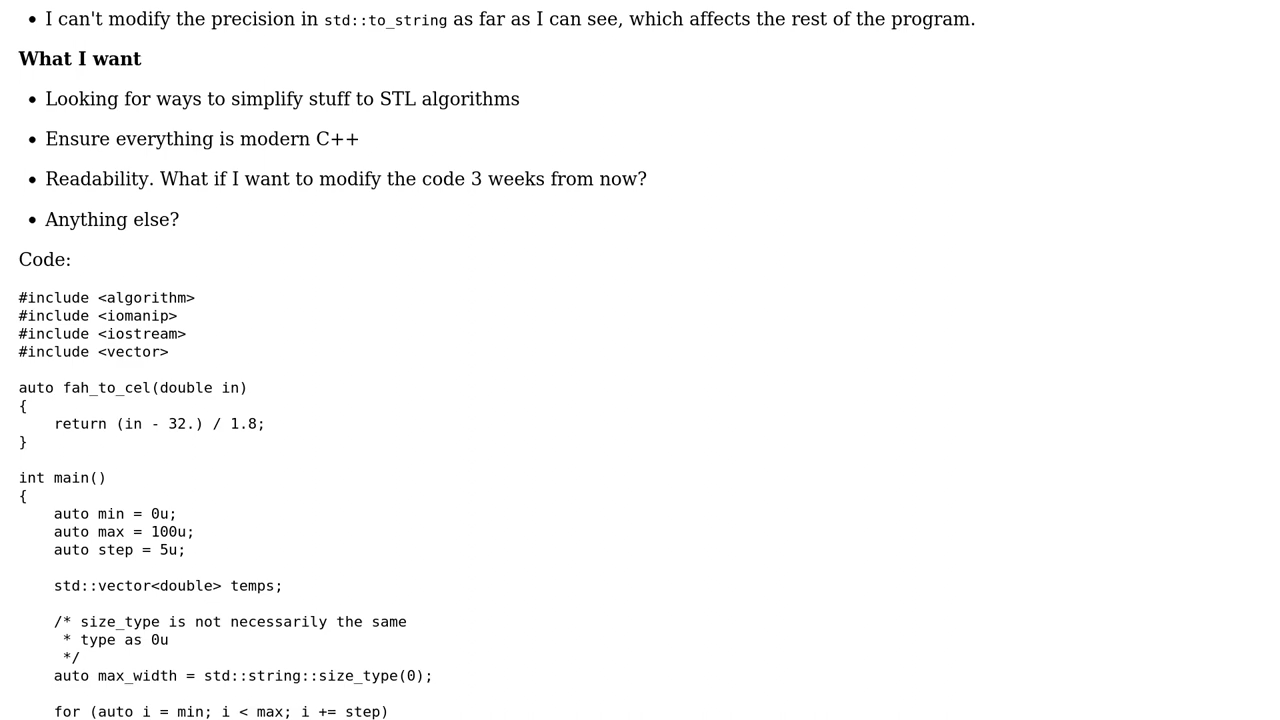 • I can't modify the precision in std::to_string as far as I can see, which affects the rest of the program.
What I want
• Looking for ways to simplify stuff to STL algorithms
• Ensure everything is modern C++
• Readability. What if I want to modify the code 3 weeks from now?
• Anything else?
Code:
#include <algorithm>
#include <iomanip>
#include <iostream>
#include <vector>

auto fah_to_cel(double in)
{
    return (in - 32.) / 1.8;
}

int main()
{
    auto min = 0u;
    auto max = 100u;
    auto step = 5u;

    std::vector<double> temps;

    /* size_type is not necessarily the same
     * type as 0u
     */
    auto max_width = std::string::size_type(0);

    for (auto i = min; i < max; i += step)